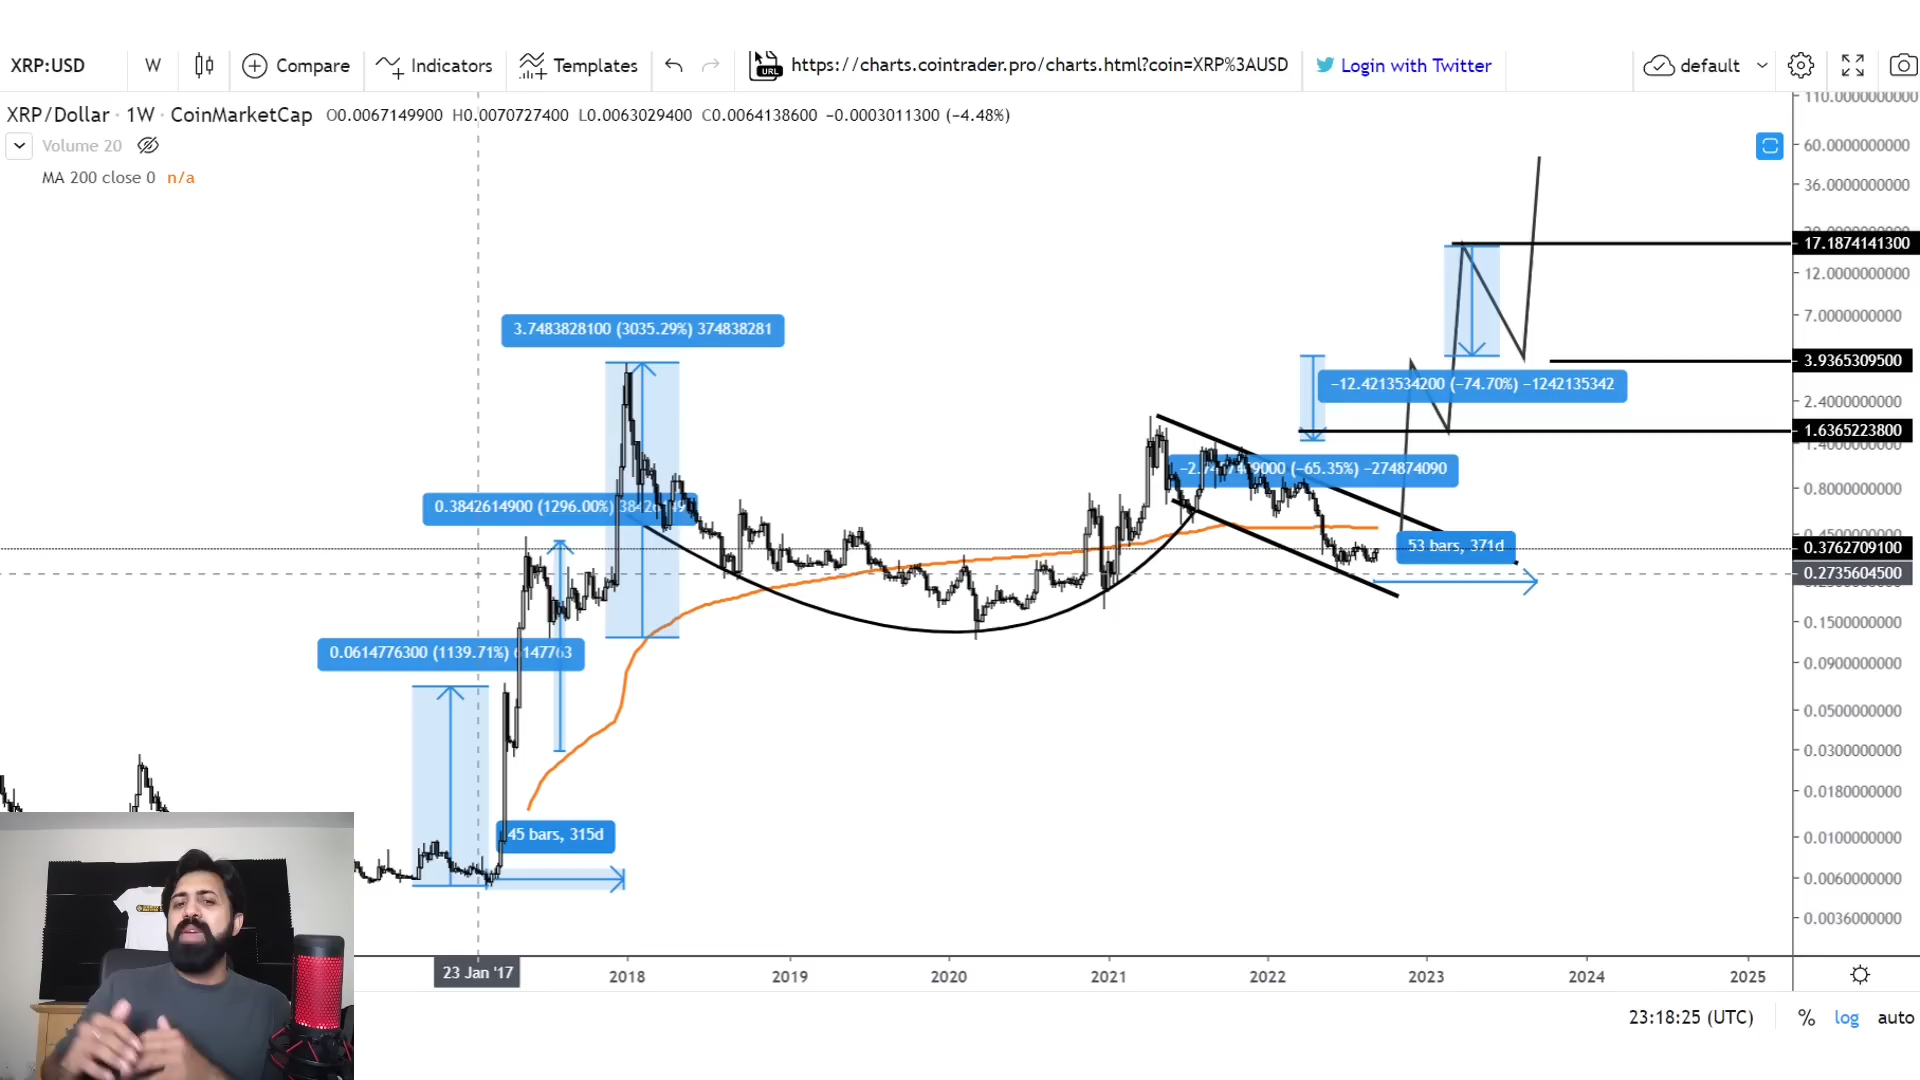 XRP:USD W Compare Indicators Templates URL https://charts.cointrader.pro/charts.html?coin=XRP%3AUSD Login with Twitter default
XRP/Dollar · 1W · CoinMarketCap O0.0067149900 H0.0070727400 L0.0063029400 C0.0064138600 −0.0003011300 (−4.48%)
Volume 20
MA 200 close 0 n/a
110.0000000000
60.0000000000
36.0000000000
17.1874141300
12.0000000000
7.0000000000
3.7483828100 (3035.29%) 374838281
3.9365309500
−12.4213534200 (−74.70%) −1242135342
2.4000000000
1.6365223800
(−65.35%) −274874090
0.8000000000
0.3842614900 (1296.00%)
53 bars, 371d
0.3762709100
0.2735604500
0.1500000000
0.0614776300 (1139.71%) 6147763
0.0900000000
0.0500000000
0.0300000000
0.0180000000
45 bars, 315d
0.0100000000
0.0060000000
0.0036000000
23 Jan '17 2018 2019 2020 2021 2022 2023 2024 2025
23:18:25 (UTC) % log auto